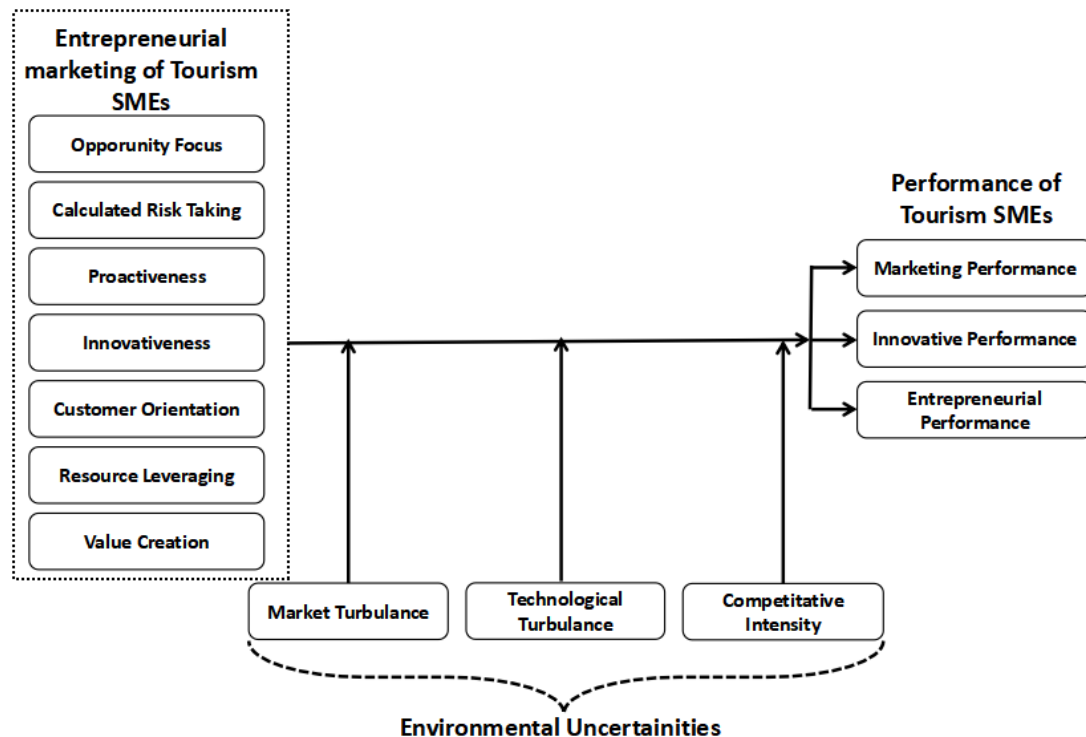 Entrepreneurial
marketing of Tourism
SMEs
Opporunity Focus
Calculated Risk Taking
Proactiveness
Innovativeness
Customer Orientation
Resource Leveraging
Value Creation
Performance of
Tourism SMEs
Marketing Performance
Innovative Performance
Entrepreneurial
Performance
Market Turbulance
Technological
Turbulance
Competitative
Intensity
Environmental Uncertainities